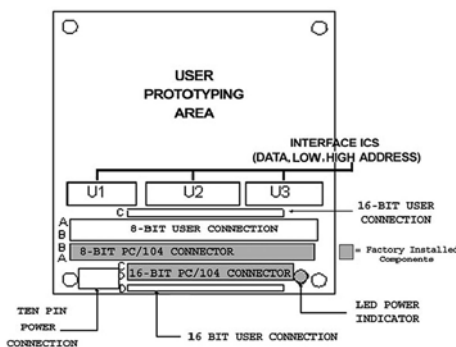 USER
PROTOTYPING
AREA
INTERFACE ICS
(DATA, LOW, HIGH ADDRESS)
U1
U2
U3
C
16-BIT USER
CONNECTION
A
B
8-BIT USER CONNECTION
B
A
8-BIT PC/104 CONNECTOR
= Factory Installed
Components
C
D
16-BIT PC/104 CONNECTOR
D
TEN PIN
POWER
CONNECTION
16 BIT USER CONNECTION
LED POWER
INDICATOR